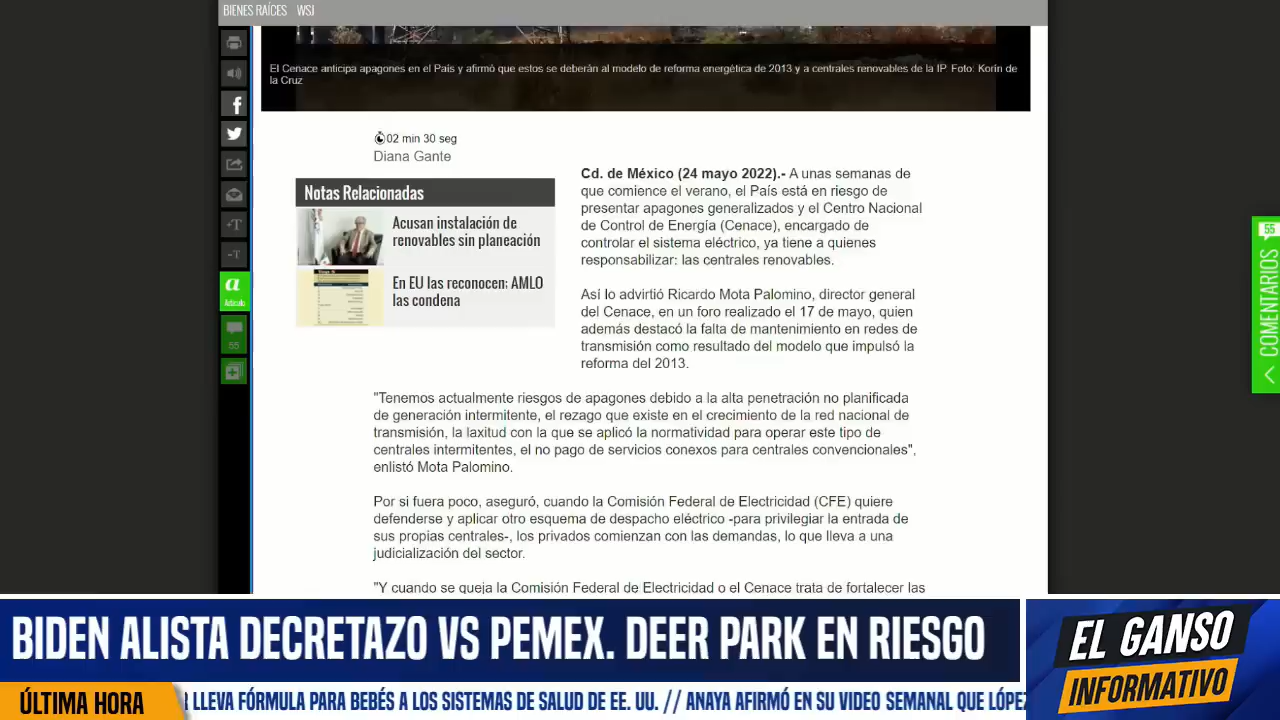 BIENES RAÍCES WSJ
El Cenace anticipa apagones en el País y afirmó que estos se deberán al modelo de reforma energética de 2013 y a centrales renovables de la IP. Foto: Korin de
la Cruz
02 min 30 seg
Diana Gante
Notas Relacionadas
Acusan instalación de
renovables sin planeación
En EU las reconocen: AMLO
las condena
Cd. de México (24 mayo 2022).- A unas semanas de
que comience el verano, el País está en riesgo de
presentar apagones generalizados y el Centro Nacional
de Control de Energía (Cenace), encargado de
controlar el sistema eléctrico, ya tiene a quienes
responsabilizar: las centrales renovables.
Así lo advirtió Ricardo Mota Palomino, director general
del Cenace, en un foro realizado el 17 de mayo, quien
además destacó la falta de mantenimiento en redes de
transmisión como resultado del modelo que impulsó la
reforma del 2013.
"Tenemos actualmente riesgos de apagones debido a la alta penetración no planificada
de generación intermitente, el rezago que existe en el crecimiento de la red nacional de
transmisión, la laxitud con la que se aplicó la normatividad para operar este tipo de
centrales intermitentes, el no pago de servicios conexos para centrales convencionales",
enlistó Mota Palomino.
Por si fuera poco, aseguró, cuando la Comisión Federal de Electricidad (CFE) quiere
defenderse y aplicar otro esquema de despacho eléctrico -para privilegiar la entrada de
sus propias centrales-, los privados comienzan con las demandas, lo que lleva a una
judicialización del sector.
"Y cuando se queja la Comisión Federal de Electricidad o el Cenace trata de fortalecer las
+T
-T
a
Artículo
55
55
COMENTARIOS
BIDEN ALISTA DECRETAZO VS PEMEX. DEER PARK EN RIESGO
EL GANSO
INFORMATIVO
ÚLTIMA HORA
LLEVA FÓRMULA PARA BEBÉS A LOS SISTEMAS DE SALUD DE EE. UU. // ANAYA AFIRMÓ EN SU VIDEO SEMANAL QUE LÓPE